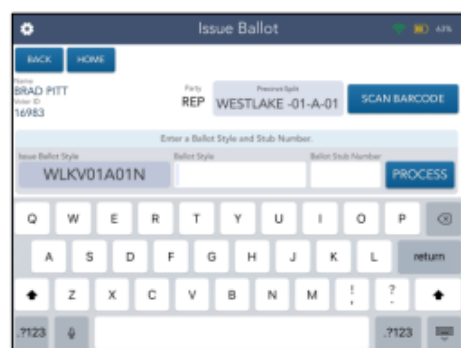 Issue Ballot
63%
BACK HOME
Name
BRAD PITT
Voter ID
16983
Party
REP
Precinct Split
WESTLAKE -01-A-01
SCAN BARCODE
Enter a Ballot Style and Stub Number.
Issue Ballot Style
WLKV01A01N
Ballot Style
Ballot Stub Number
PROCESS
Q W E R T Y U I O P
A S D F G H J K L return
Z X C V B N M ! , ? .
.?123 .?123